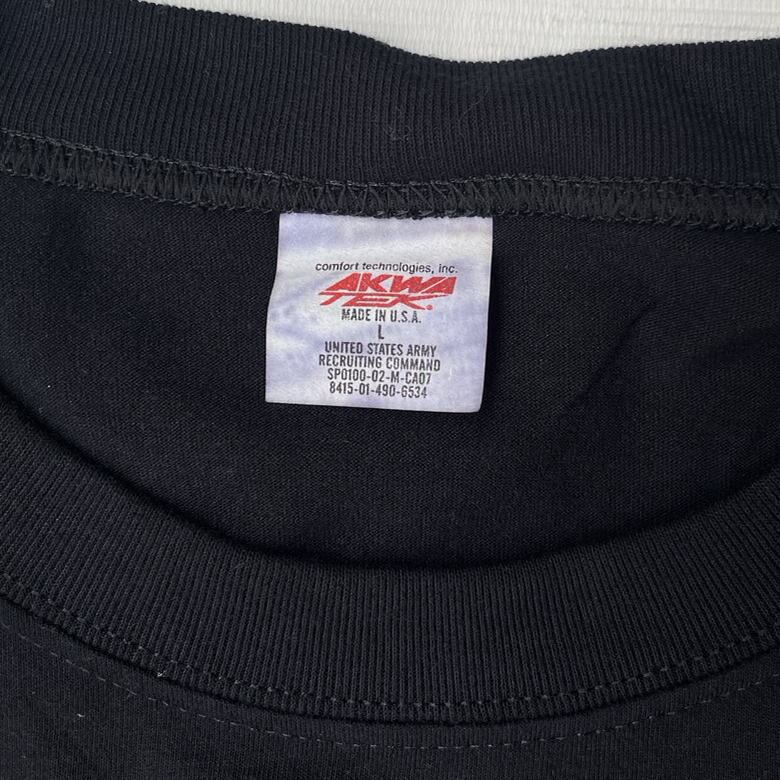 comfort technologies, inc.
AKWA
TEK®
MADE IN U.S.A.
L
UNITED STATES ARMY
RECRUITING COMMAND
SP0100-02-M-CA07
8415-01-490-6534